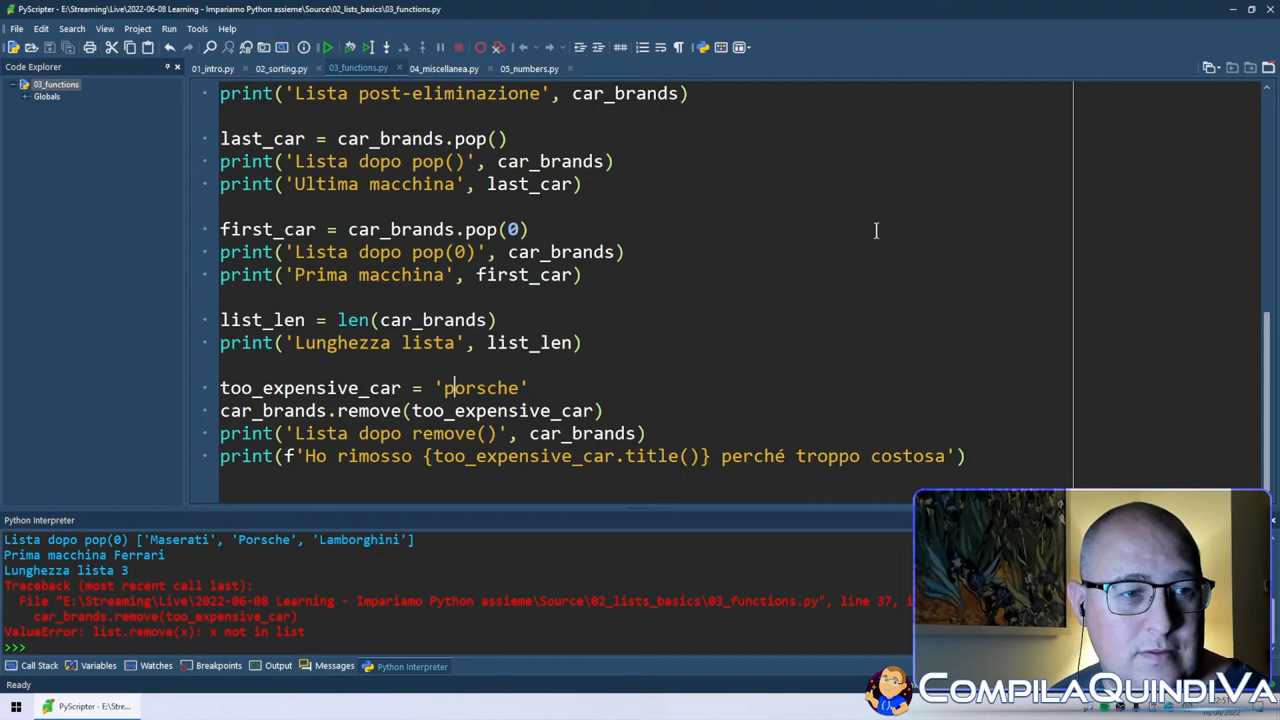 PyScripter - E:\Streaming\Live\2022-06-08 Learning - Impariamo Python assieme\Source\02_lists_basics\03_functions.py
File Edit Search View Project Run Tools Help
Code Explorer
01_intro.py 02_sorting.py 03_functions.py 04_miscellanea.py 05_numbers.py
03_functions
Globals
print('Lista post-eliminazione', car_brands)
last_car = car_brands.pop()
print('Lista dopo pop()', car_brands)
print('Ultima macchina', last_car)
first_car = car_brands.pop(0)
print('Lista dopo pop(0)', car_brands)
print('Prima macchina', first_car)
list_len = len(car_brands)
print('Lunghezza lista', list_len)
too_expensive_car = 'porsche'
car_brands.remove(too_expensive_car)
print('Lista dopo remove()', car_brands)
print(f'Ho rimosso {too_expensive_car.title()} perché troppo costosa')
Python Interpreter
Lista dopo pop(0) ['Maserati', 'Porsche', 'Lamborghini']
Prima macchina Ferrari
Lunghezza lista 3
Traceback (most recent call last):
File "E:\Streaming\Live\2022-06-08 Learning - Impariamo Python assieme\Source\02_lists_basics\03_functions.py", line 37, i
car_brands.remove(too_expensive_car)
ValueError: list.remove(x): x not in list
>>>
Call Stack Variables Watches Breakpoints Output Messages Python Interpreter
Ready
PyScripter - E:\Stre...
COMPILAQUINDIVA